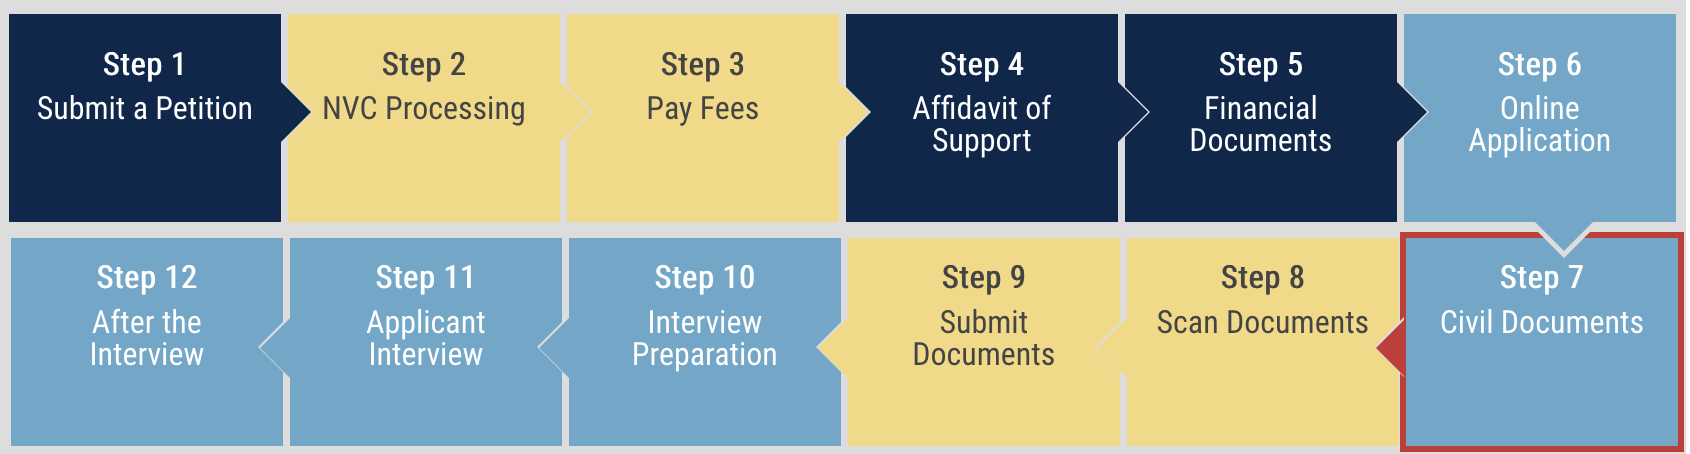 Step 1
Submit a Petition
Step 2
NVC Processing
Step 3
Pay Fees
Step 4
Affidavit of
Support
Step 5
Financial
Documents
Step 6
Online
Application
Step 7
Civil Documents
Step 8
Scan Documents
Step 9
Submit
Documents
Step 10
Interview
Preparation
Step 11
Applicant
Interview
Step 12
After the
Interview